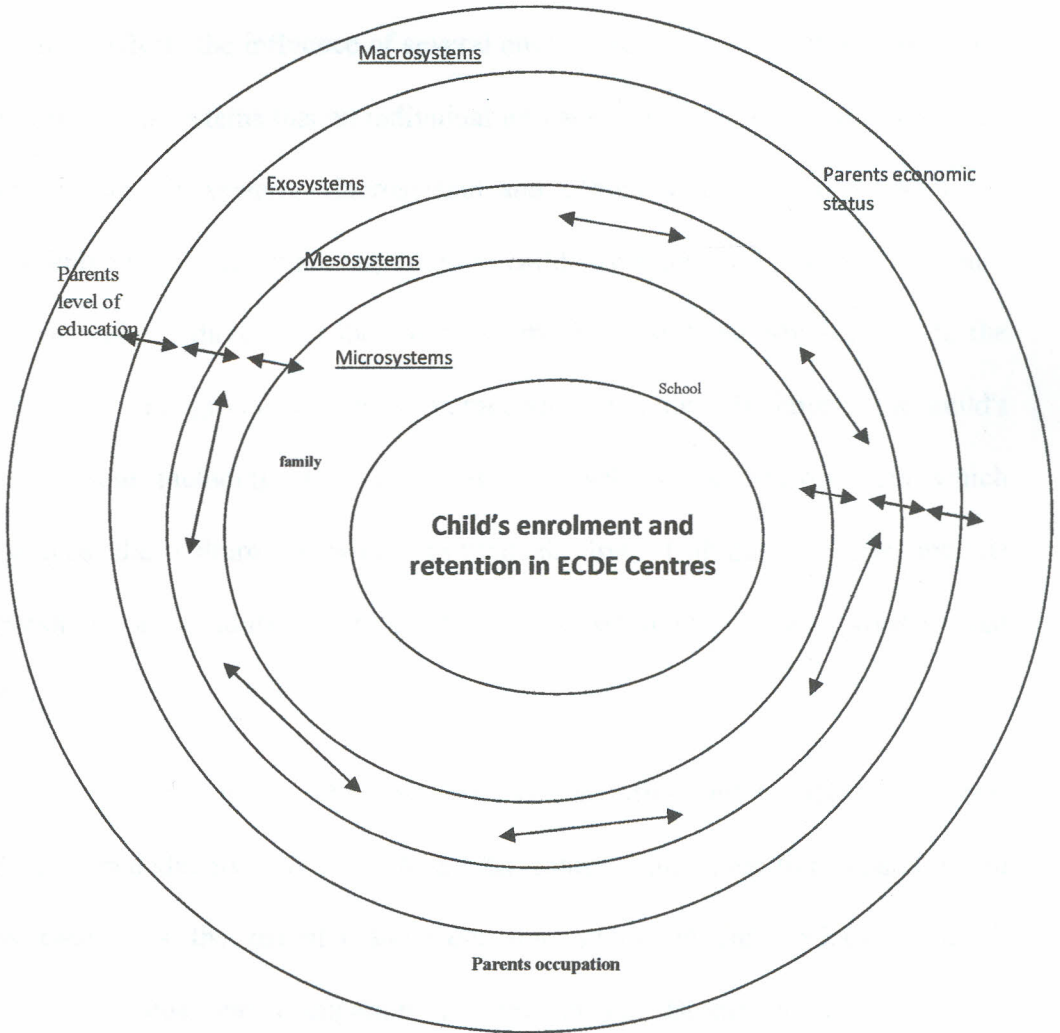 Macrosystems
Exosystems
Parents economic
status
Mesosystems
Parents
level of
education
Microsystems
School
family
Child's enrolment and
retention in ECDE Centres
Parents occupation